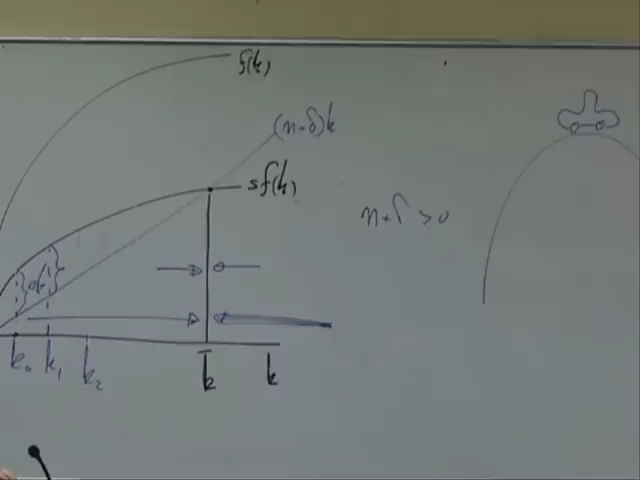 f(k)
(n+δ)k
sf(k)
n+δ>0
k₀ k₁ k₂ k̄ k